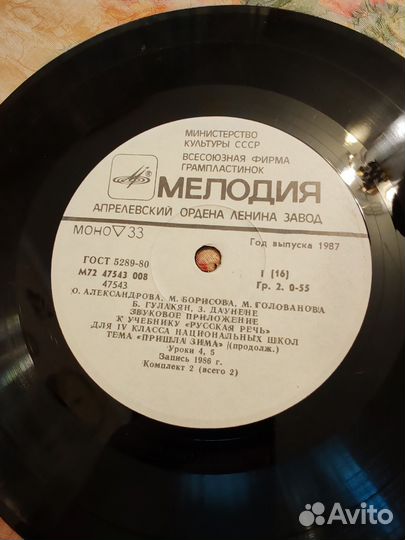 МИНИСТЕРСТВО
КУЛЬТУРЫ СССР
ВСЕСОЮЗНАЯ ФИРМА
ГРАМПЛАСТИНОК
МЕЛОДИЯ
АПРЕЛЕВСКИЙ ОРДЕНА ЛЕНИНА ЗАВОД
МОНО ▽ 33
Год выпуска 1987
ГОСТ 5289-80
М72 47543 008
47543
I [16]
Гр. 2. 0-55
О. АЛЕКСАНДРОВА, М. БОРИСОВА, М. ГОЛОВАНОВА
Б. ГУЛАКЯН, З. ДАУНЕНЕ
ЗВУКОВОЕ ПРИЛОЖЕНИЕ
К УЧЕБНИКУ «РУССКАЯ РЕЧЬ»
ДЛЯ IV КЛАССА НАЦИОНАЛЬНЫХ ШКОЛ
ТЕМА «ПРИШЛА ЗИМА» (продолж.)
Уроки 4, 5
Запись 1986 г.
Комплект 2 (всего 2)
Avito